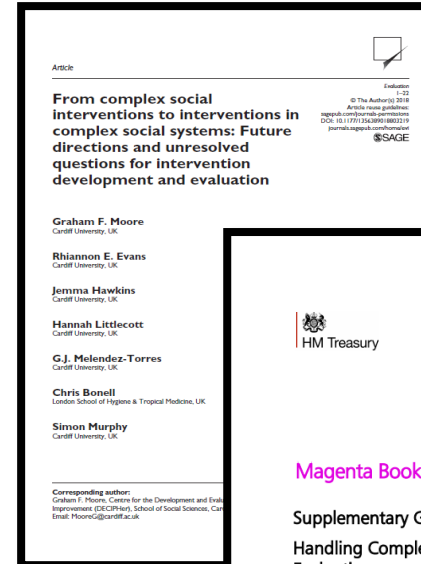 Article
Evaluation
1–22
© The Author(s) 2018
Article reuse guidelines:
sagepub.com/journals-permissions
DOI: 10.1177/1356389018803219
journals.sagepub.com/home/evi
SAGE
From complex social
interventions to interventions in
complex social systems: Future
directions and unresolved
questions for intervention
development and evaluation
Graham F. Moore
Cardiff University, UK
Rhiannon E. Evans
Cardiff University, UK
Jemma Hawkins
Cardiff University, UK
Hannah Littlecott
Cardiff University, UK
G.J. Melendez-Torres
Cardiff University, UK
Chris Bonell
London School of Hygiene & Tropical Medicine, UK
Simon Murphy
Cardiff University, UK
Corresponding author:
Graham F. Moore, Centre for the Development and Evalu
Improvement (DECIPHer), School of Social Sciences, Car
Email: MooreG@cardiff.ac.uk
HM Treasury
Magenta Book
Supplementary G
Handling Comple